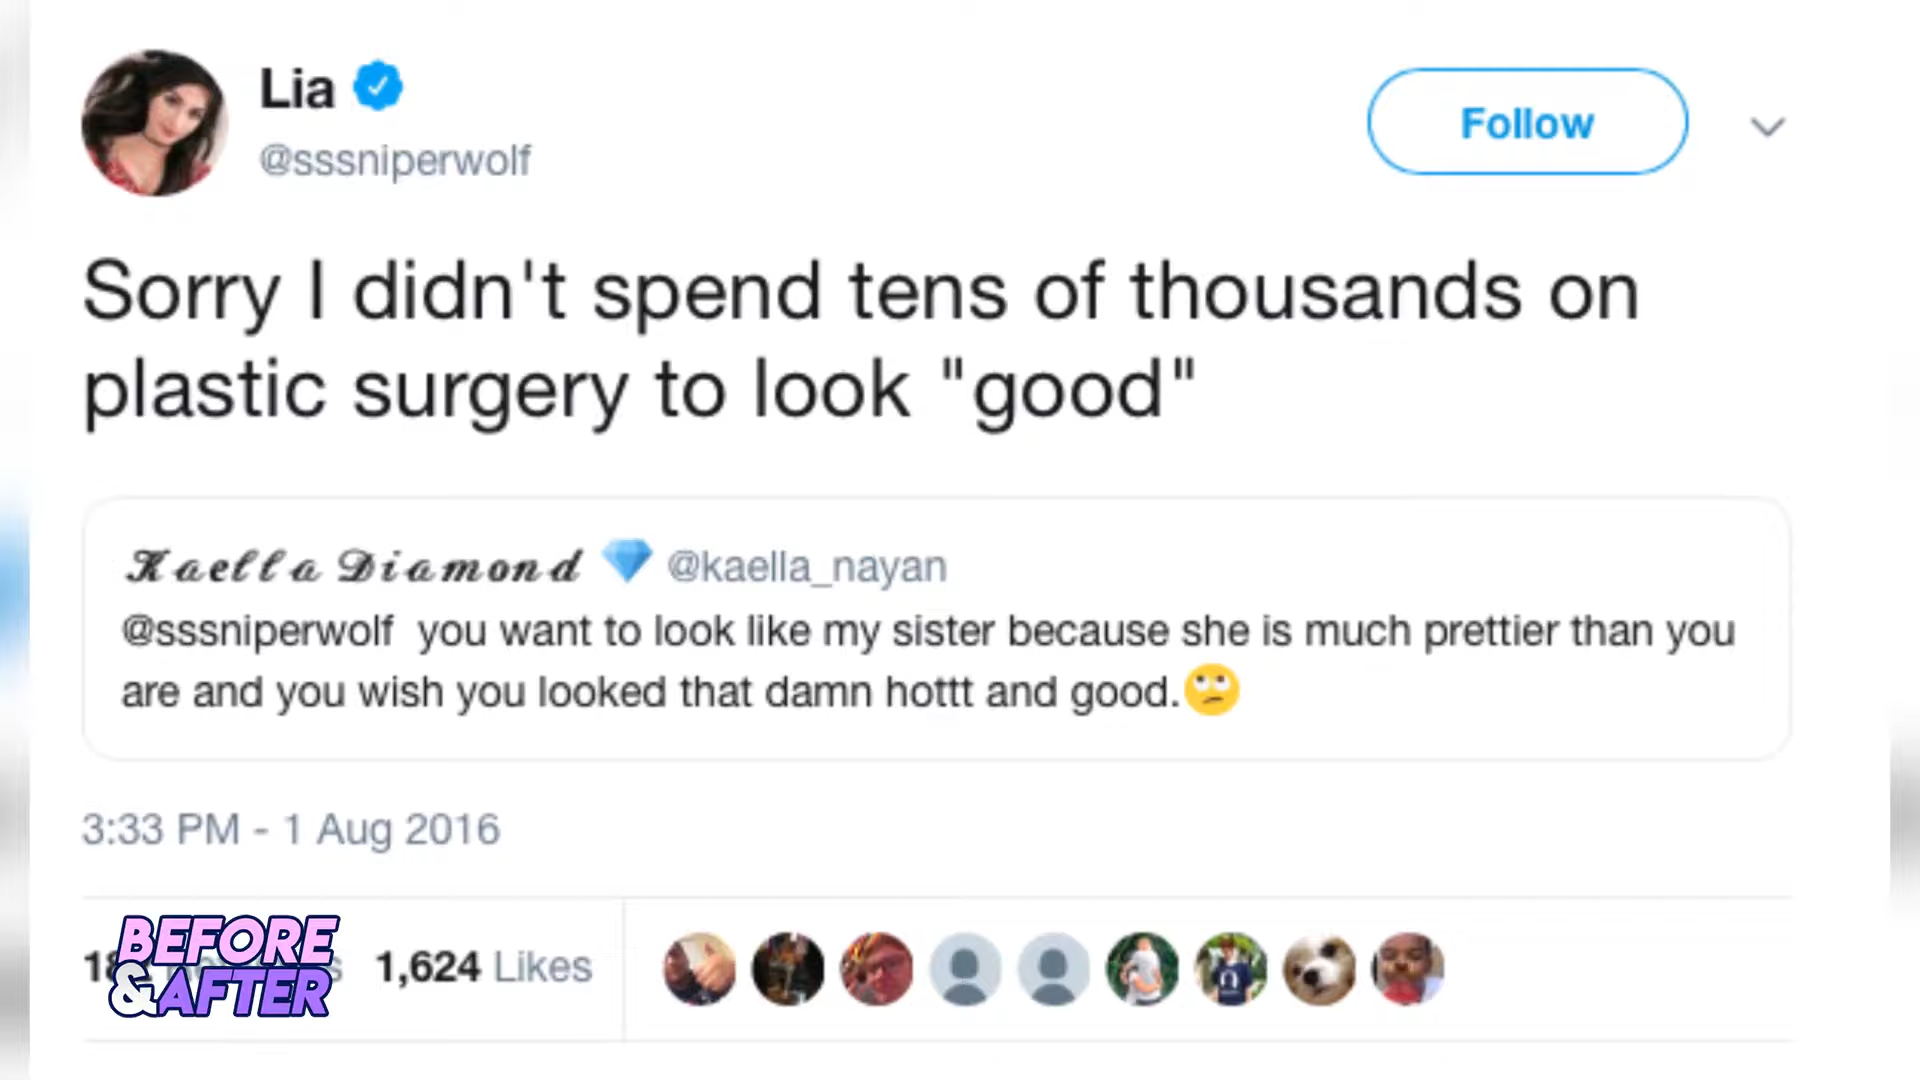 Lia
@sssniperwolf
Follow
Sorry I didn't spend tens of thousands on
plastic surgery to look "good"
𝓚𝓪𝓮𝓵𝓵𝓪 𝓓𝓲𝓪𝓶𝓸𝓷𝓭 💎 @kaella_nayan
@sssniperwolf you want to look like my sister because she is much prettier than you
are and you wish you looked that damn hottt and good.🙄
3:33 PM - 1 Aug 2016
1,624 Likes
BEFORE
&AFTER